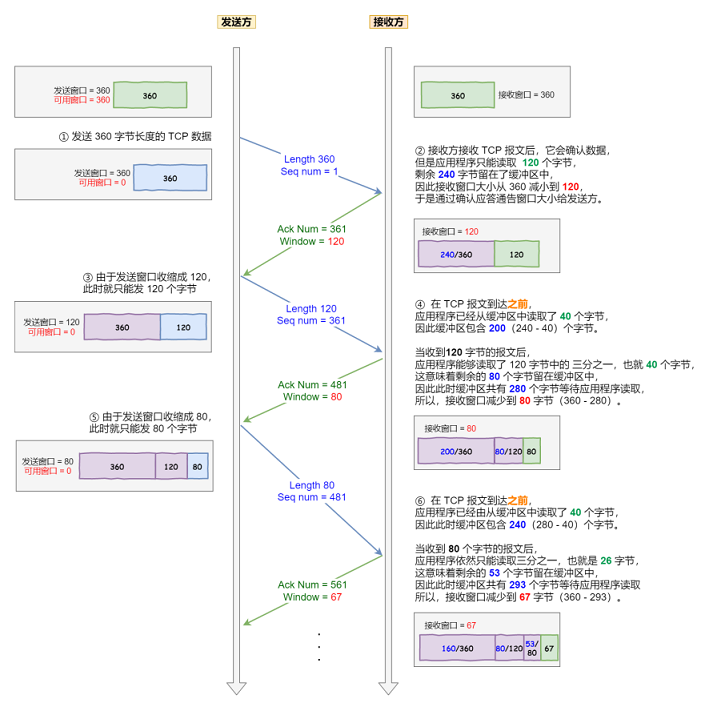 发送方
接收方
发送窗口 = 360
可用窗口 = 360
360
360
接收窗口 = 360
① 发送 360 字节长度的 TCP 数据
发送窗口 = 360
可用窗口 = 0
360
Length 360
Seq num = 1
② 接收方接收 TCP 报文后，它会确认数据，
但是应用程序只能读取 120 个字节，
剩余 240 字节留在了缓冲区中，
因此接收窗口大小从 360 减小到 120，
于是通过确认应答通告窗口大小给发送方。
Ack Num = 361
Window = 120
接收窗口 = 120
240/360
120
③ 由于发送窗口收缩成 120，
此时就只能发 120 个字节
发送窗口 = 120
可用窗口 = 0
360
120
Length 120
Seq num = 361
④ 在 TCP 报文到达之前，
应用程序已经从缓冲区中读取了 40 个字节，
因此缓冲区包含 200（240 - 40）个字节。
当收到120 字节的报文后，
应用程序能够读取了 120 字节中的 三分之一，也就 40 个字节，
这意味着剩余的 80 个字节留在缓冲区中，
因此此时缓冲区共有 280 个字节等待应用程序读取，
所以，接收窗口减少到 80 字节（360 - 280）。
Ack Num = 481
Window = 80
接收窗口 = 80
200/360
80/120
80
⑤ 由于发送窗口收缩成 80，
此时就只能发 80 个字节
发送窗口 = 80
可用窗口 = 0
360
120
80
Length 80
Seq num = 481
⑥ 在 TCP 报文到达之前，
应用程序已经由从缓冲区中读取了 40 个字节，
因此此时缓冲区包含 240（280 - 40）个字节。
当收到 80 个字节的报文后，
应用程序依然只能读取三分之一，也就是 26 字节，
这意味着剩余的 53 个字节留在缓冲区中，
因此此时缓冲区共有 293 个字节等待应用程序读取
所以，接收窗口减少到 67 字节（360 - 293）。
Ack Num = 561
Window = 67
接收窗口 = 67
160/360
80/120
53/
80
67